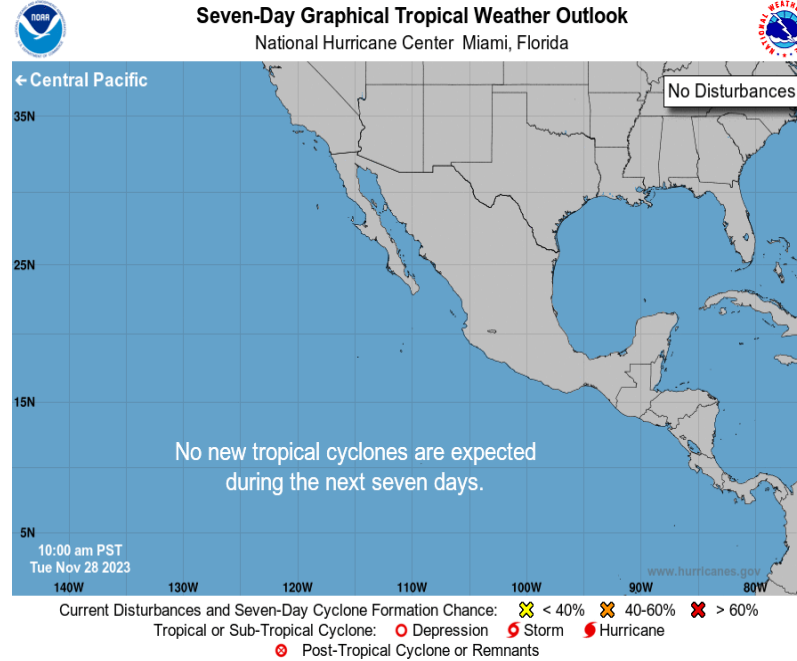 Seven-Day Graphical Tropical Weather Outlook
National Hurricane Center Miami, Florida
NOAA
← Central Pacific
No Disturbances
35N
25N
15N
No new tropical cyclones are expected
during the next seven days.
5N
10:00 am PST
Tue Nov 28 2023
www.hurricanes.gov
140W 130W 120W 110W 100W 90W 80W
Current Disturbances and Seven-Day Cyclone Formation Chance: < 40% 40-60% > 60%
Tropical or Sub-Tropical Cyclone: Depression Storm Hurricane
Post-Tropical Cyclone or Remnants